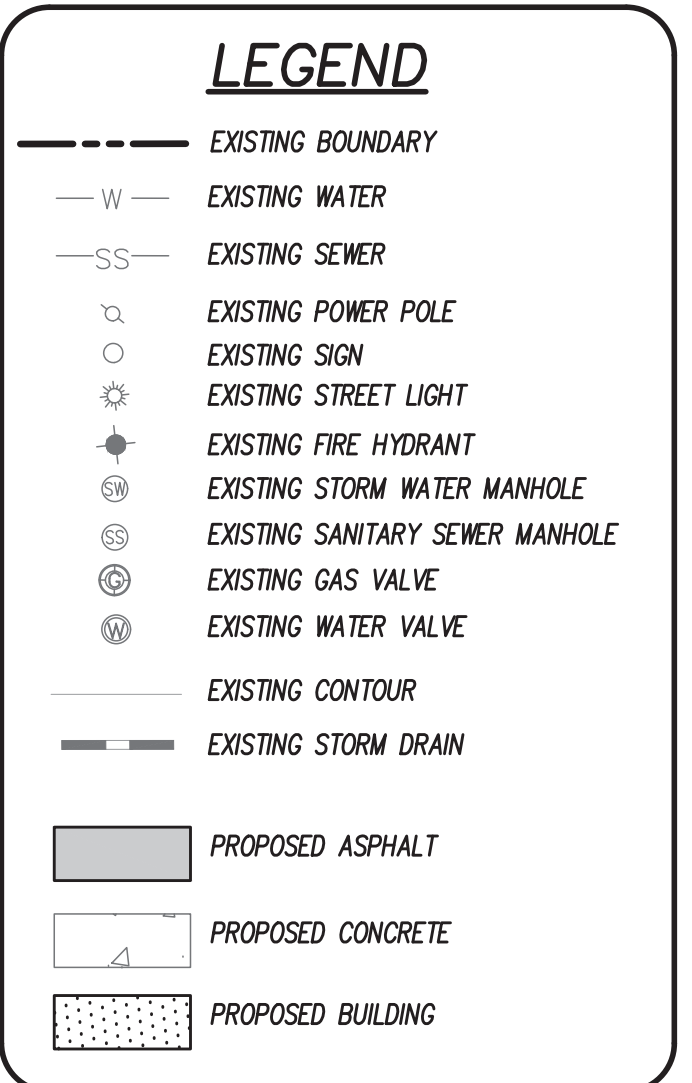 LEGEND
EXISTING BOUNDARY
W EXISTING WATER
SS EXISTING SEWER
EXISTING POWER POLE
EXISTING SIGN
EXISTING STREET LIGHT
EXISTING FIRE HYDRANT
SW EXISTING STORM WATER MANHOLE
SS EXISTING SANITARY SEWER MANHOLE
G EXISTING GAS VALVE
W EXISTING WATER VALVE
EXISTING CONTOUR
EXISTING STORM DRAIN
PROPOSED ASPHALT
PROPOSED CONCRETE
PROPOSED BUILDING